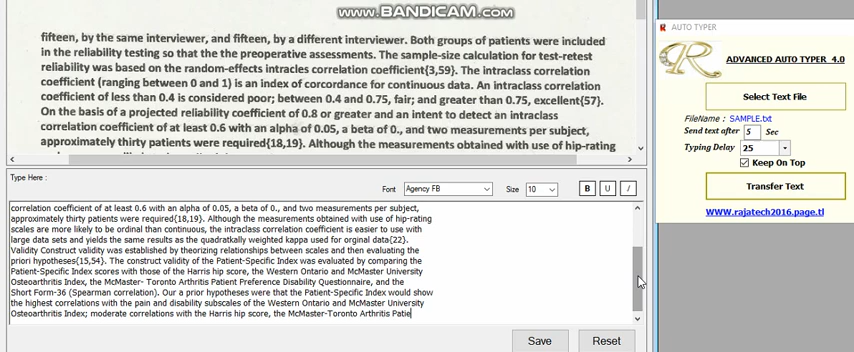 www.BANDICAM.com
fifteen, by the same interviewer, and fifteen, by a different interviewer. Both groups of patients were included
in the reliability testing so that the the preoperative assessments. The sample-size calculation for test-retest
reliability was based on the random-effects intracles correlation coefficient{3,59}. The intraclass correlation
coefficient (ranging between 0 and 1) is an index of corcordance for continuous data. An intraclass correlation
coefficient of less than 0.4 is considered poor; between 0.4 and 0.75, fair; and greater than 0.75, excellent{57}.
On the basis of a projected reliability coefficient of 0.8 or greater and an intent to detect an intraclass
correlation coefficient of at least 0.6 with an alpha of 0.05, a beta of 0., and two measurements per subject,
approximately thirty patients were required{18,19}. Although the measurements obtained with use of hip-rating
Type Here :
Font Agency FB Size 10 B U /
correlation coefficient of at least 0.6 with an alpha of 0.05, a beta of 0., and two measurements per subject,
approximately thirty patients were required{18,19}. Although the measurements obtained with use of hip-rating
scales are more likely to be ordinal than continuous, the intraclass correlation coefficient is easier to use with
large data sets and yields the same results as the quadratkally weighted kappa used for orginal data{22}.
Validity Construct validity was established by theorizing relationships between scales and then evaluating the
priori hypotheses{15,54}. The construct validity of the Patient-Specific Index was evaluated by comparing the
Patient-Specific Index scores with those of the Harris hip score, the Western Ontario and McMaster University
Osteoarthritis Index, the McMaster- Toronto Arthritis Patient Preference Disability Questionnaire, and the
Short Form-36 (Spearman correlation). Our a prior hypotheses were that the Patient-Specific Index would show
the highest correlations with the pain and disability subscales of the Western Ontario and McMaster University
Osteoarthritis Index; moderate correlations with the Harris hip score, the McMaster-Toronto Arthritis Patie
Save Reset
AUTO TYPER
R ADVANCED AUTO TYPER 4.0
Select Text File
FileName : SAMPLE.txt
Send text after 5 Sec
Typing Delay 25
Keep On Top
Transfer Text
WWW.rajatech2016.page.tl